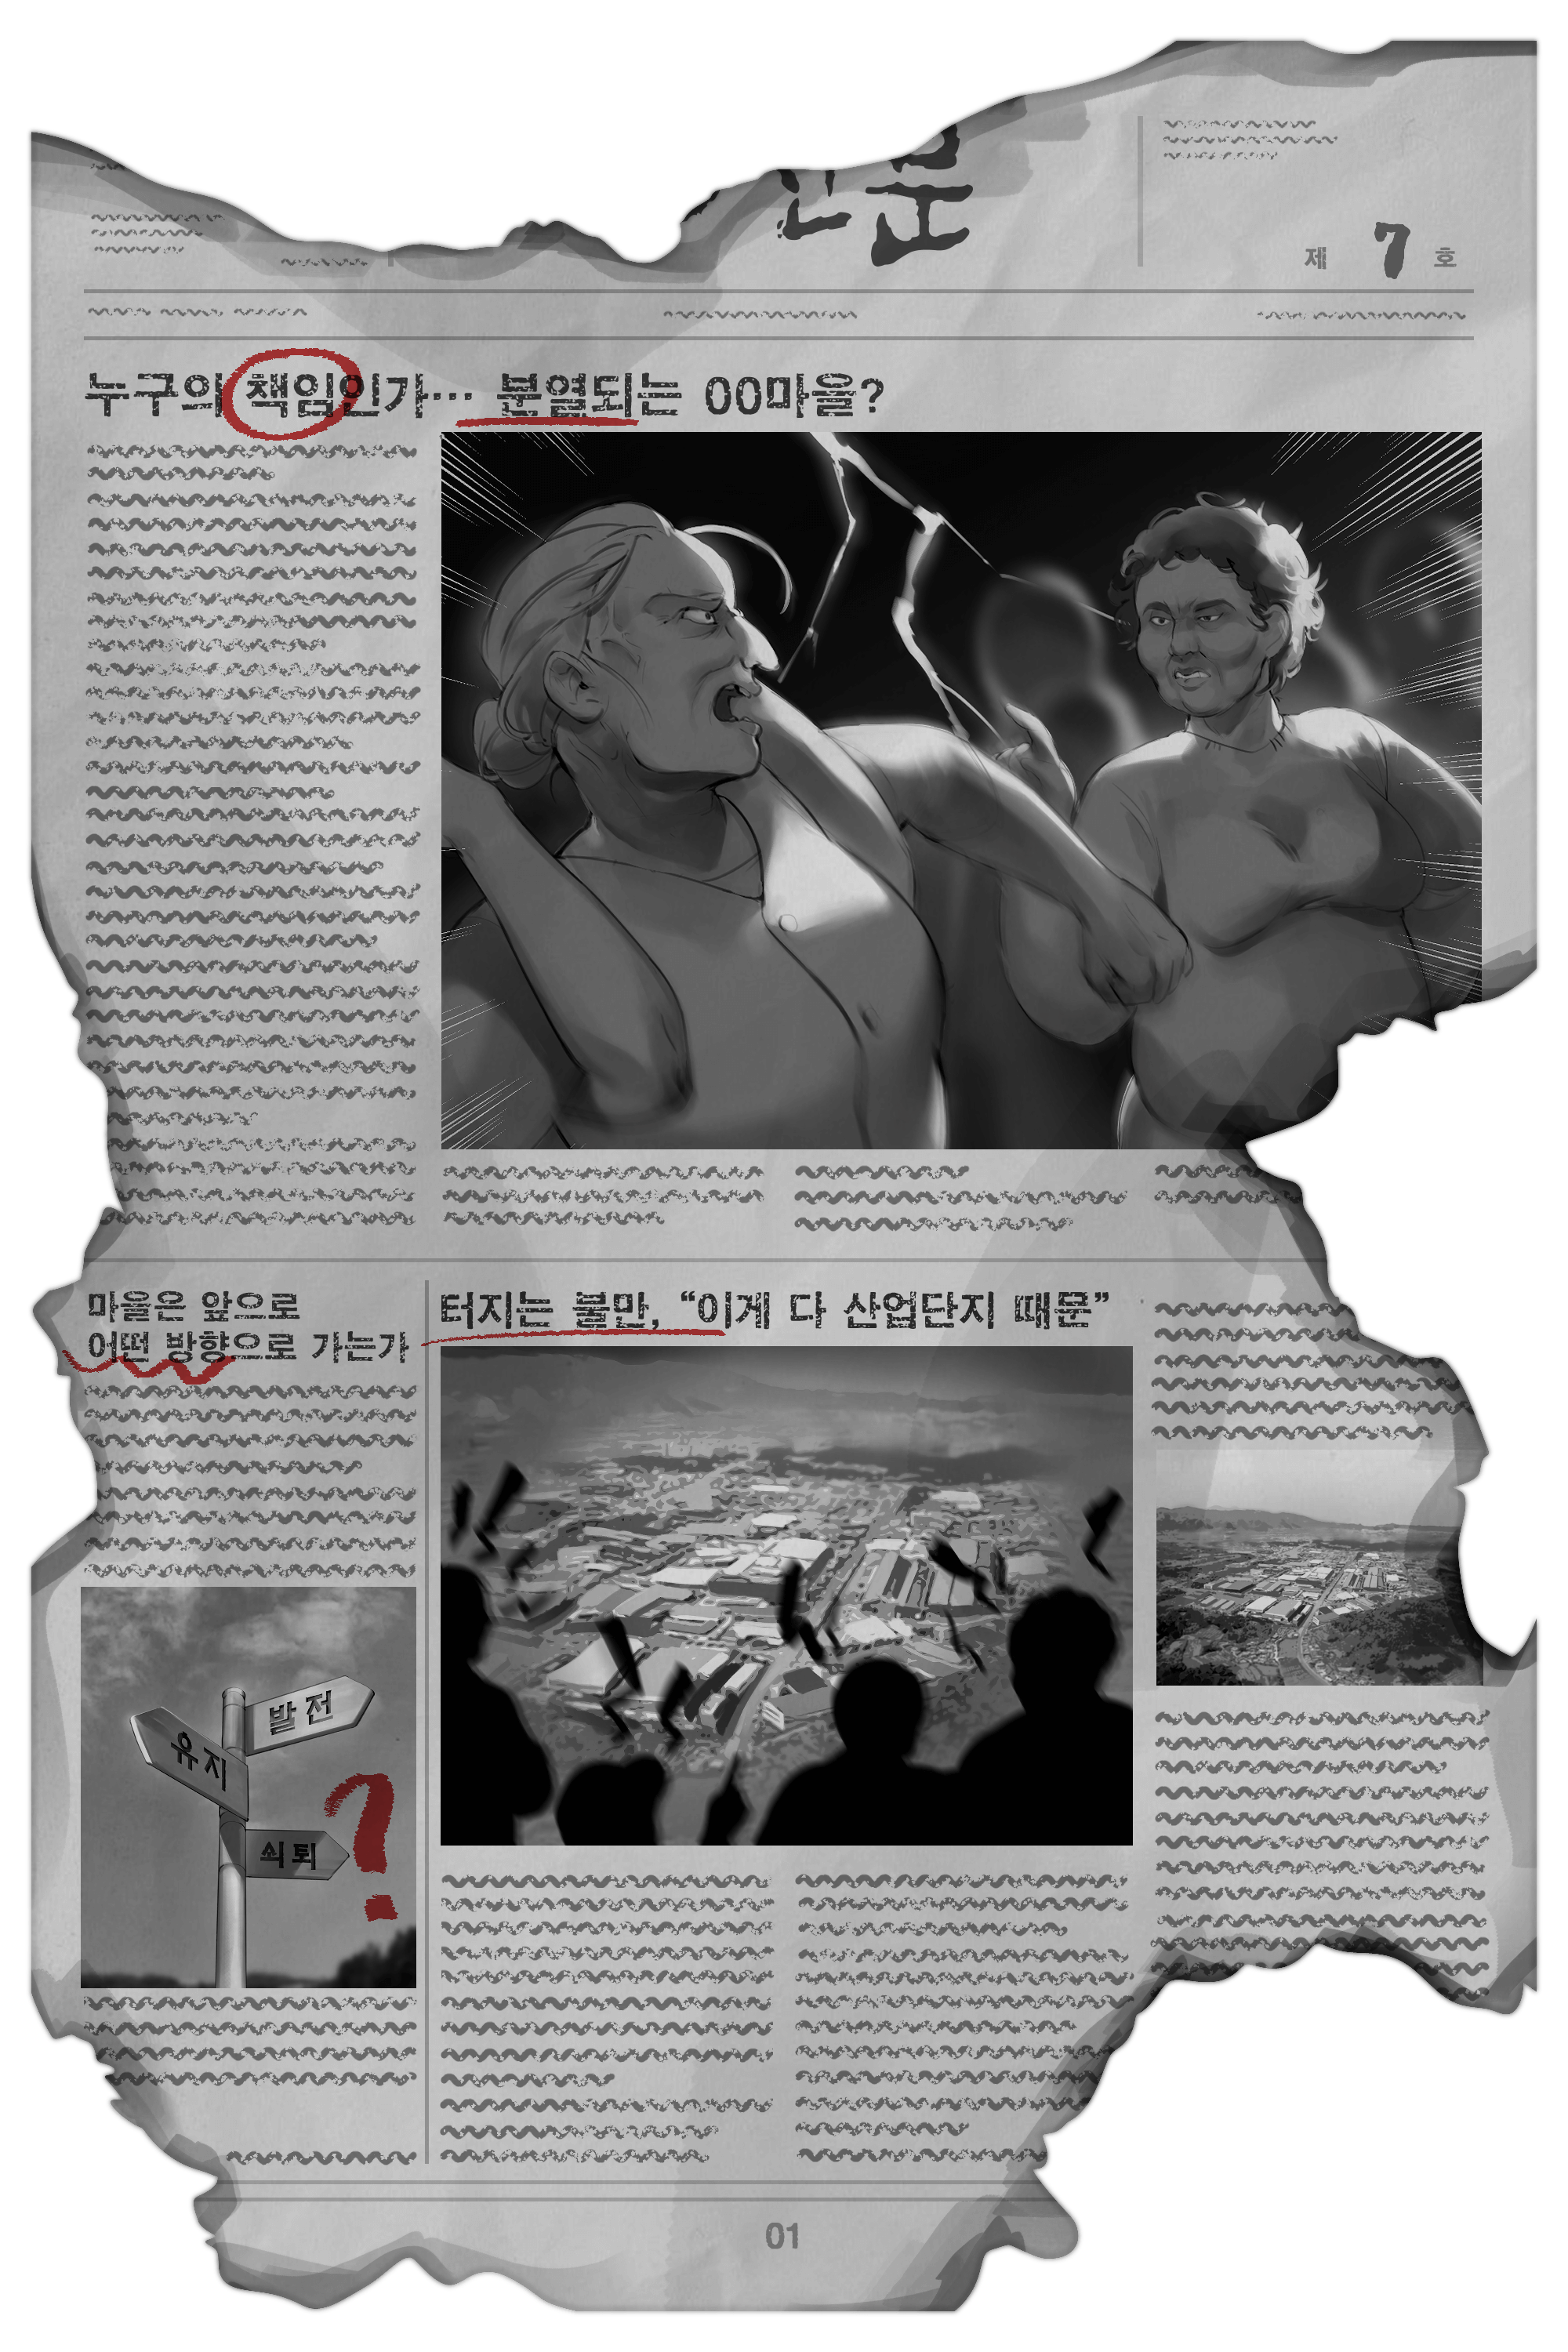 제 7 호
누구의 책임인가… 분열되는 00마을?
마을은 앞으로
어떤 방향으로 가는가
터지는 불만, “이게 다 산업단지 때문”
발전
유지
쇠퇴
?
01